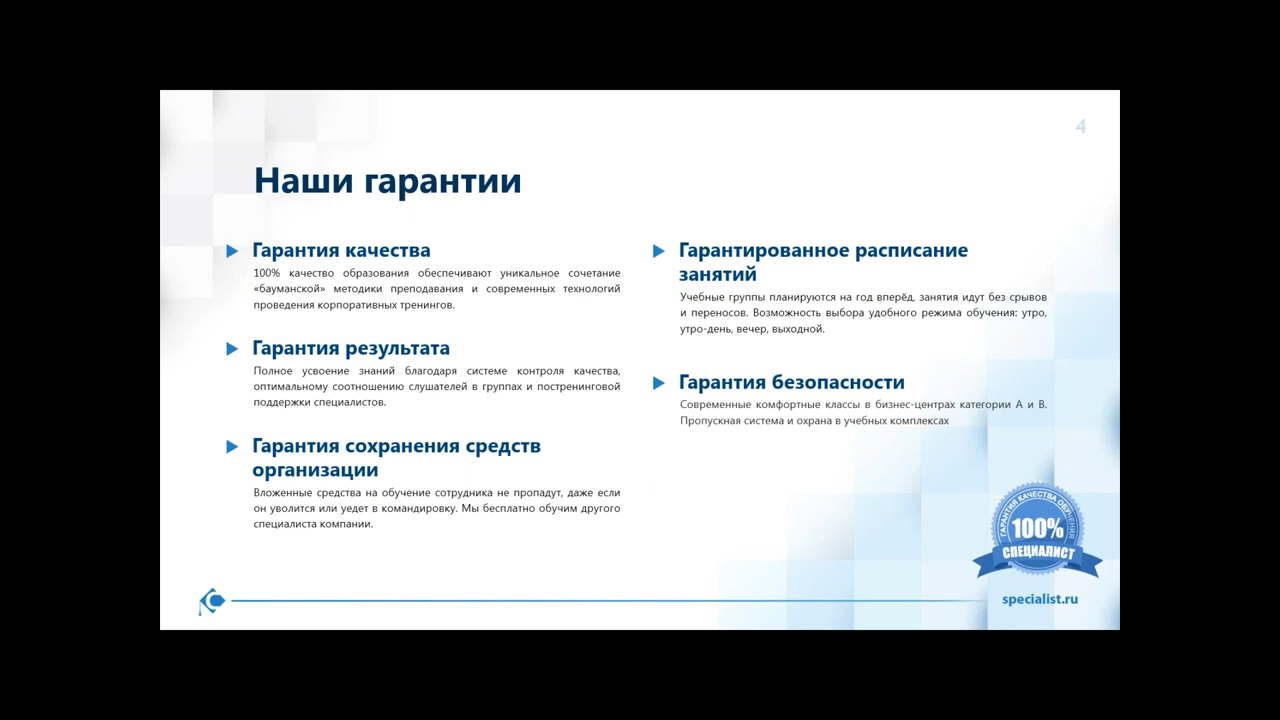 4
Наши гарантии
Гарантия качества
100% качество образования обеспечивают уникальное сочетание
«бауманской» методики преподавания и современных технологий
проведения корпоративных тренингов.
Гарантия результата
Полное усвоение знаний благодаря системе контроля качества,
оптимальному соотношению слушателей в группах и постренинговой
поддержки специалистов.
Гарантия сохранения средств
организации
Вложенные средства на обучение сотрудника не пропадут, даже если
он уволится или уедет в командировку. Мы бесплатно обучим другого
специалиста компании.
Гарантированное расписание
занятий
Учебные группы планируются на год вперёд, занятия идут без срывов
и переносов. Возможность выбора удобного режима обучения: утро,
утро-день, вечер, выходной.
Гарантия безопасности
Современные комфортные классы в бизнес-центрах категории А и В.
Пропускная система и охрана в учебных комплексах
ГАРАНТИЯ КАЧЕСТВА ОБУЧЕНИЯ
100%
СПЕЦИАЛИСТ
specialist.ru